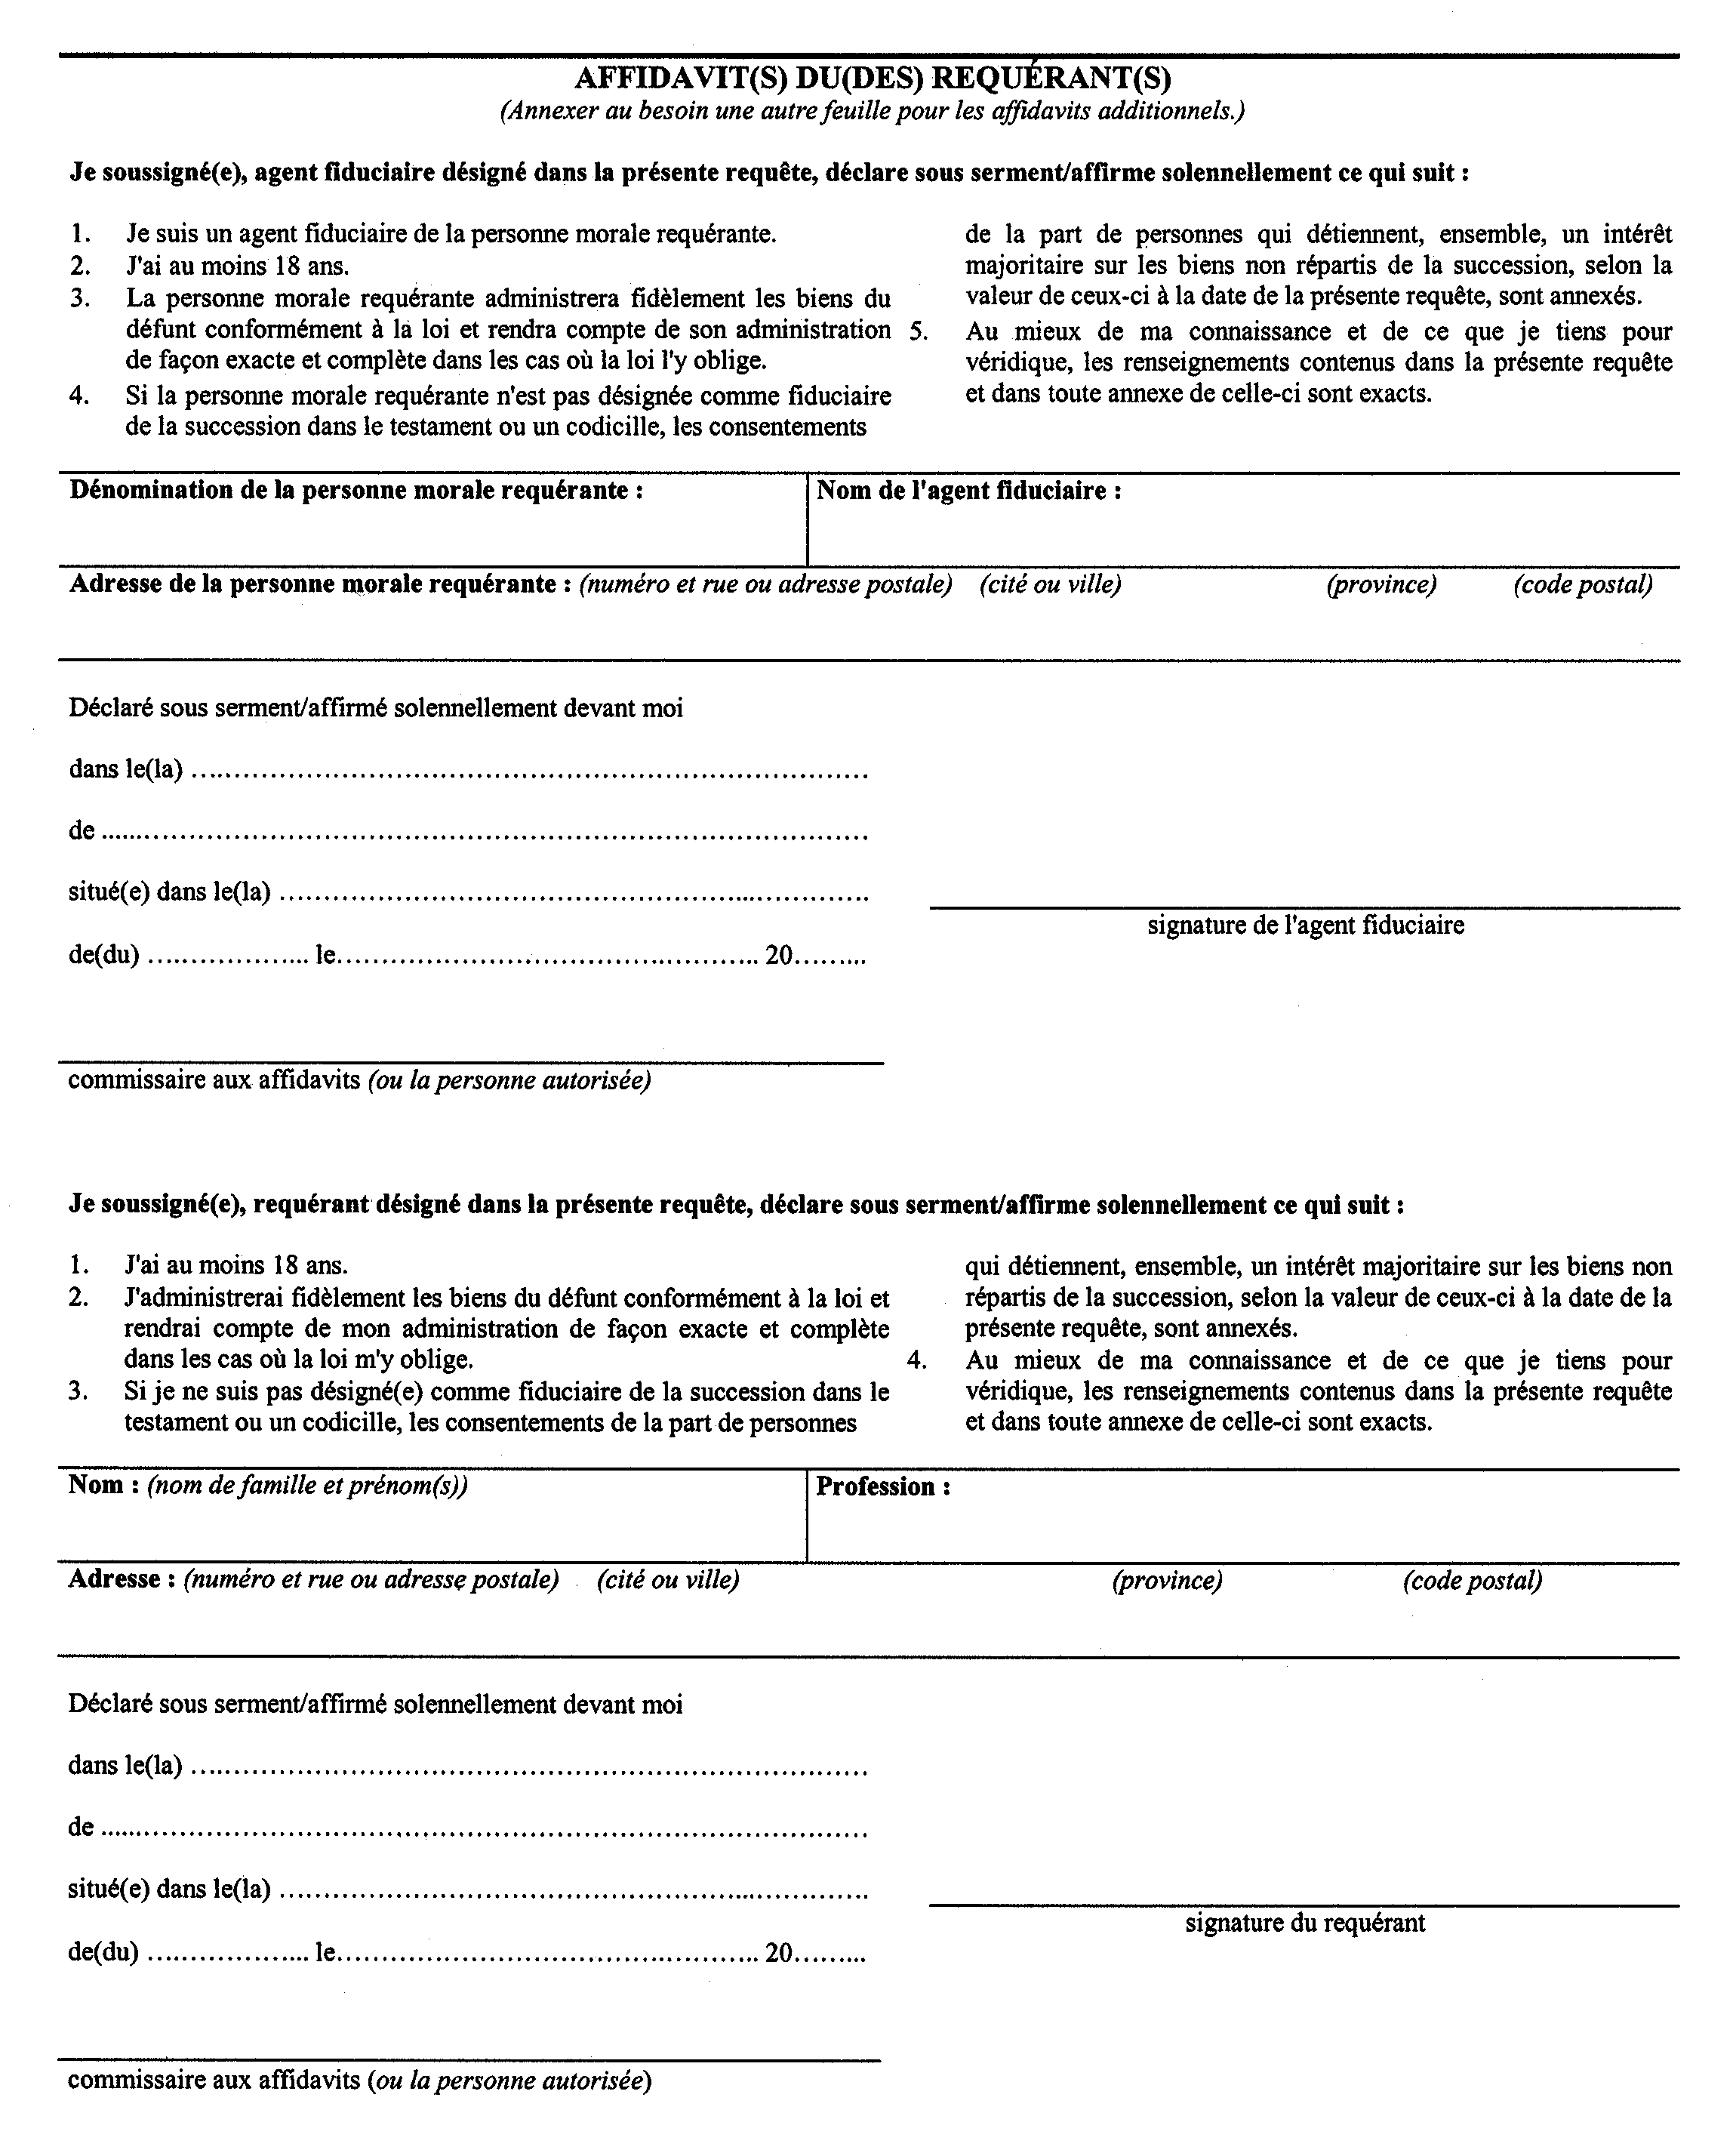 AFFIDAVIT(S) DU(DES) REQUÉRANT(S)
(Annexer au besoin une autre feuille pour les affidavits additionnels.)
Je soussigné(e), agent fiduciaire désigné dans la présente requête, déclare sous serment/affirme solennellement ce qui suit :
1. Je suis un agent fiduciaire de la personne morale requérante.
2. J'ai au moins 18 ans.
3. La personne morale requérante administrera fidèlement les biens du
défunt conformément à la loi et rendra compte de son administration
de façon exacte et complète dans les cas où la loi l'y oblige.
4. Si la personne morale requérante n'est pas désignée comme fiduciaire
de la succession dans le testament ou un codicille, les consentements
de la part de personnes qui détiennent, ensemble, un intérêt
majoritaire sur les biens non répartis de la succession, selon la
valeur de ceux-ci à la date de la présente requête, sont annexés.
5. Au mieux de ma connaissance et de ce que je tiens pour
véridique, les renseignements contenus dans la présente requête
et dans toute annexe de celle-ci sont exacts.
Dénomination de la personne morale requérante :
Nom de l'agent fiduciaire :
Adresse de la personne morale requérante : (numéro et rue ou adresse postale) (cité ou ville) (province) (code postal)
Déclaré sous serment/affirmé solennellement devant moi
dans le(la) ..............................................................................
de ..............................................................................
situé(e) dans le(la) ..............................................................................
de(du) ................... le................................................. 20.........
signature de l'agent fiduciaire
commissaire aux affidavits (ou la personne autorisée)
Je soussigné(e), requérant désigné dans la présente requête, déclare sous serment/affirme solennellement ce qui suit :
1. J'ai au moins 18 ans.
2. J'administrerai fidèlement les biens du défunt conformément à la loi et
rendrai compte de mon administration de façon exacte et complète
dans les cas où la loi m'y oblige.
3. Si je ne suis pas désigné(e) comme fiduciaire de la succession dans le
testament ou un codicille, les consentements de la part de personnes
qui détiennent, ensemble, un intérêt majoritaire sur les biens non
répartis de la succession, selon la valeur de ceux-ci à la date de la
présente requête, sont annexés.
4. Au mieux de ma connaissance et de ce que je tiens pour
véridique, les renseignements contenus dans la présente requête
et dans toute annexe de celle-ci sont exacts.
Nom : (nom de famille et prénom(s))
Profession :
Adresse : (numéro et rue ou adresse postale) (cité ou ville) (province) (code postal)
Déclaré sous serment/affirmé solennellement devant moi
dans le(la) ..............................................................................
de ..............................................................................
situé(e) dans le(la) ..............................................................................
de(du) ................... le................................................. 20.........
signature du requérant
commissaire aux affidavits (ou la personne autorisée)